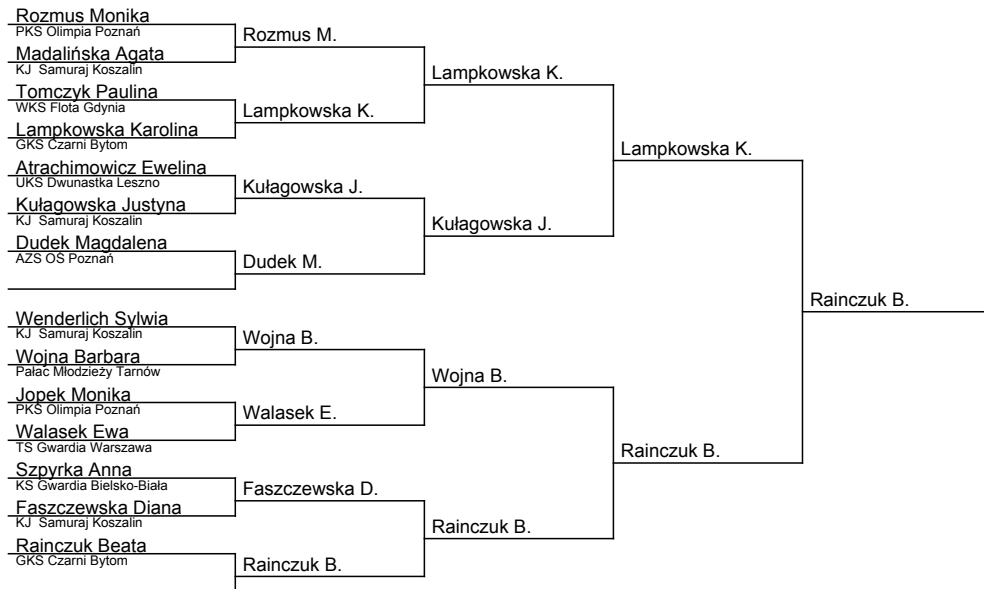 Rozmus Monika
PKS Olimpia Poznań
Rozmus M.
Madalińska Agata
KJ Samuraj Koszalin
Lampkowska K.
Tomczyk Paulina
WKS Flota Gdynia
Lampkowska K.
Lampkowska Karolina
GKS Czarni Bytom
Lampkowska K.
Atrachimowicz Ewelina
UKS Dwunastka Leszno
Kułagowska J.
Kułagowska Justyna
KJ Samuraj Koszalin
Kułagowska J.
Dudek Magdalena
AZS OŚ Poznań
Dudek M.
Rainczuk B.
Wenderlich Sylwia
KJ Samuraj Koszalin
Wojna B.
Wojna Barbara
Pałac Młodzieży Tarnów
Wojna B.
Jopek Monika
PKS Olimpia Poznań
Walasek E.
Walasek Ewa
TS Gwardia Warszawa
Rainczuk B.
Szpyrka Anna
KS Gwardia Bielsko-Biała
Faszczewska D.
Faszczewska Diana
KJ Samuraj Koszalin
Rainczuk B.
Rainczuk Beata
GKS Czarni Bytom
Rainczuk B.